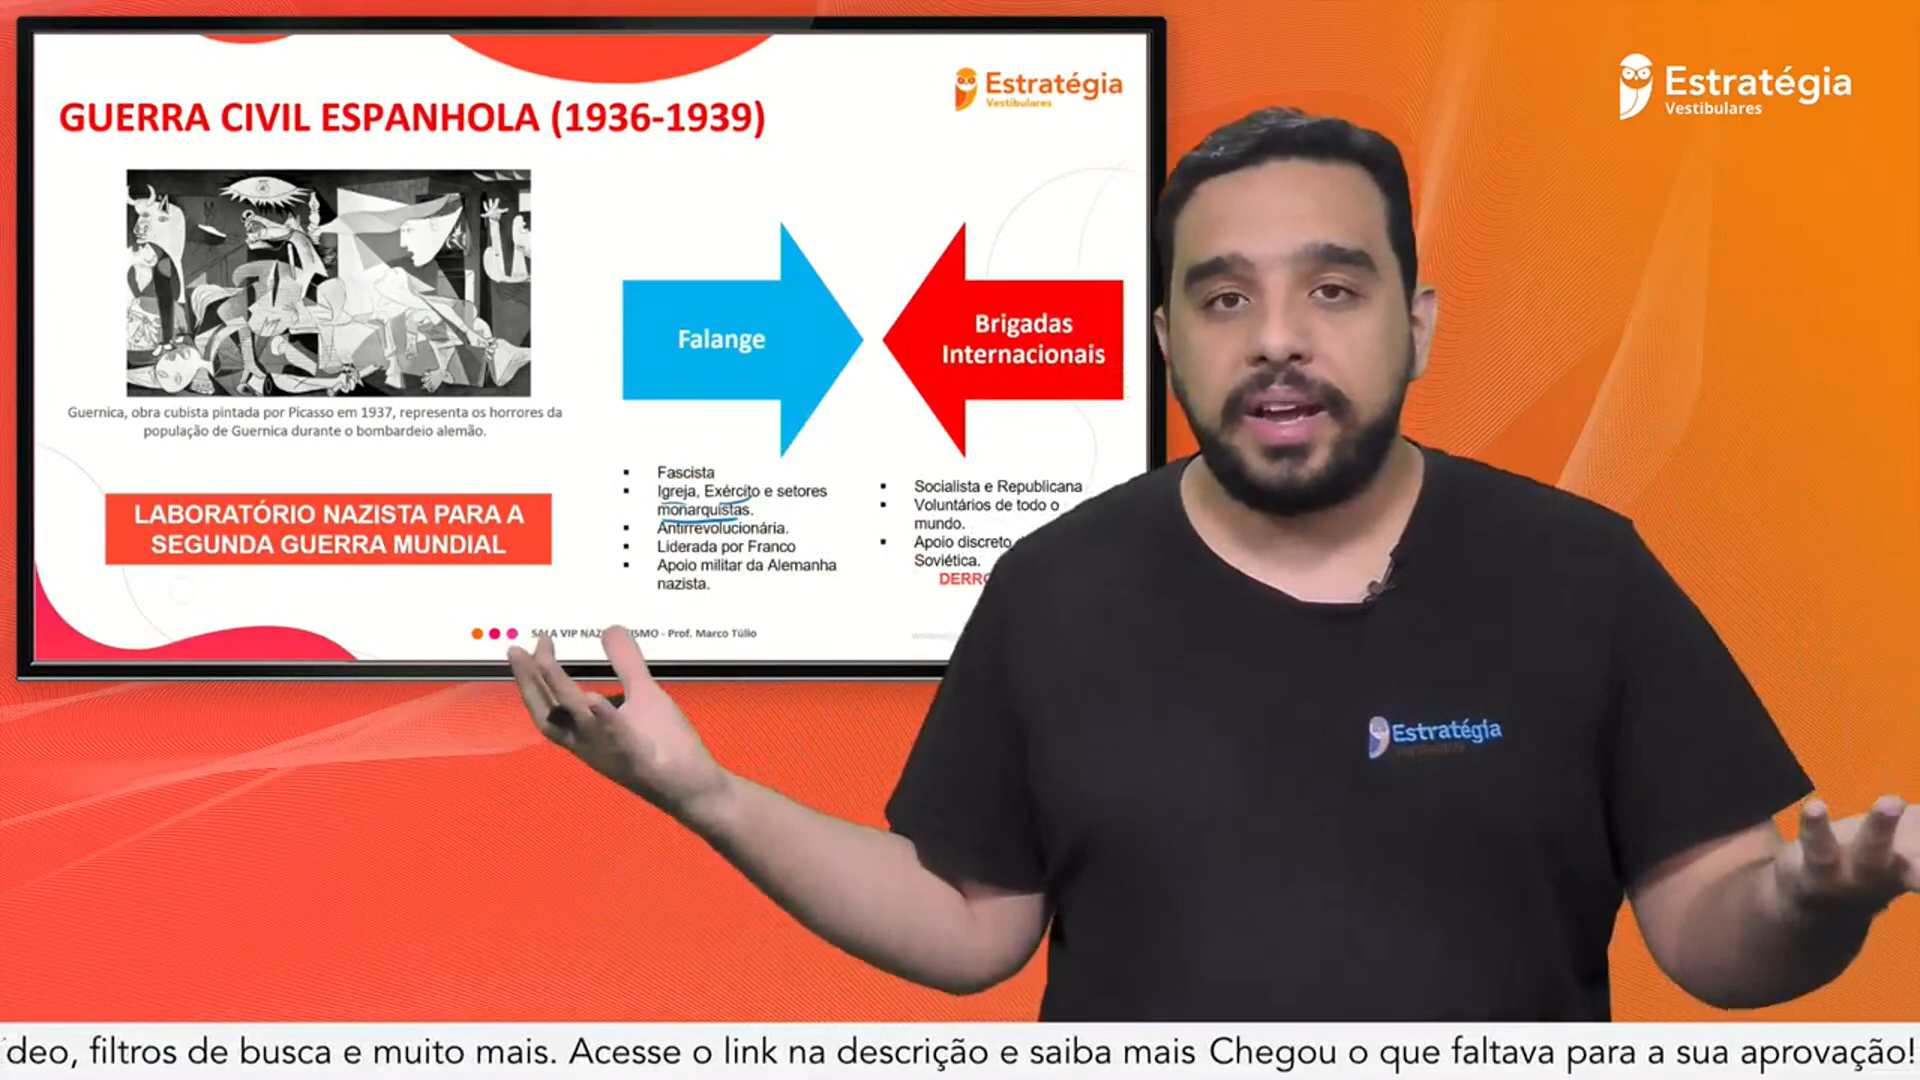 Estratégia
Vestibulares
GUERRA CIVIL ESPANHOLA (1936-1939)
Guernica, obra cubista pintada por Picasso em 1937, representa os horrores da
população de Guernica durante o bombardeio alemão.
LABORATÓRIO NAZISTA PARA A
SEGUNDA GUERRA MUNDIAL
Falange
▪ Fascista
▪ Igreja, Exército e setores
monarquistas.
▪ Antirrevolucionária.
▪ Liderada por Franco
▪ Apoio militar da Alemanha
nazista.
Brigadas
Internacionais
▪ Socialista e Republicana
▪ Voluntários de todo o
mundo.
▪ Apoio discreto
Soviética.
SALA VIP - Prof. Marco Túlio
Estratégia
Vestibulares
Estratégia
deo, filtros de busca e muito mais. Acesse o link na descrição e saiba mais Chegou o que faltava para a sua aprovação!